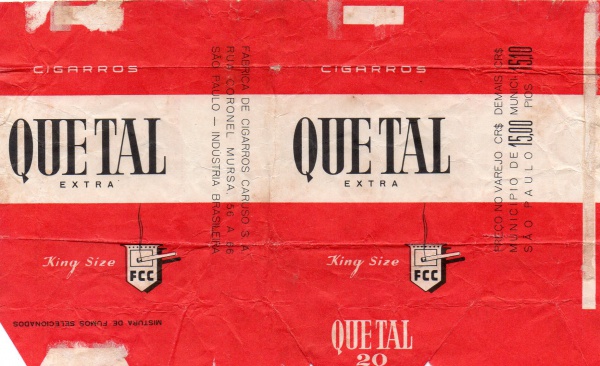 CIGARROS
QUE TAL
EXTRA
King Size
FCC
MISTURA DE FUMOS SELECIONADOS
FABRICA DE CIGARROS CARUSO S. A.
RUA CORONEL MURSA, 56 A 66
SÃO PAULO — INDUSTRIA BRASILEIRA
CIGARROS
QUE TAL
EXTRA
King Size
FCC
QUE TAL
20
PREÇO NO VAREJO CR$ DEMAIS CR$
MUNICIPIO DE 15,00 MUNICI 15,10
SÃO PAULO PIOS